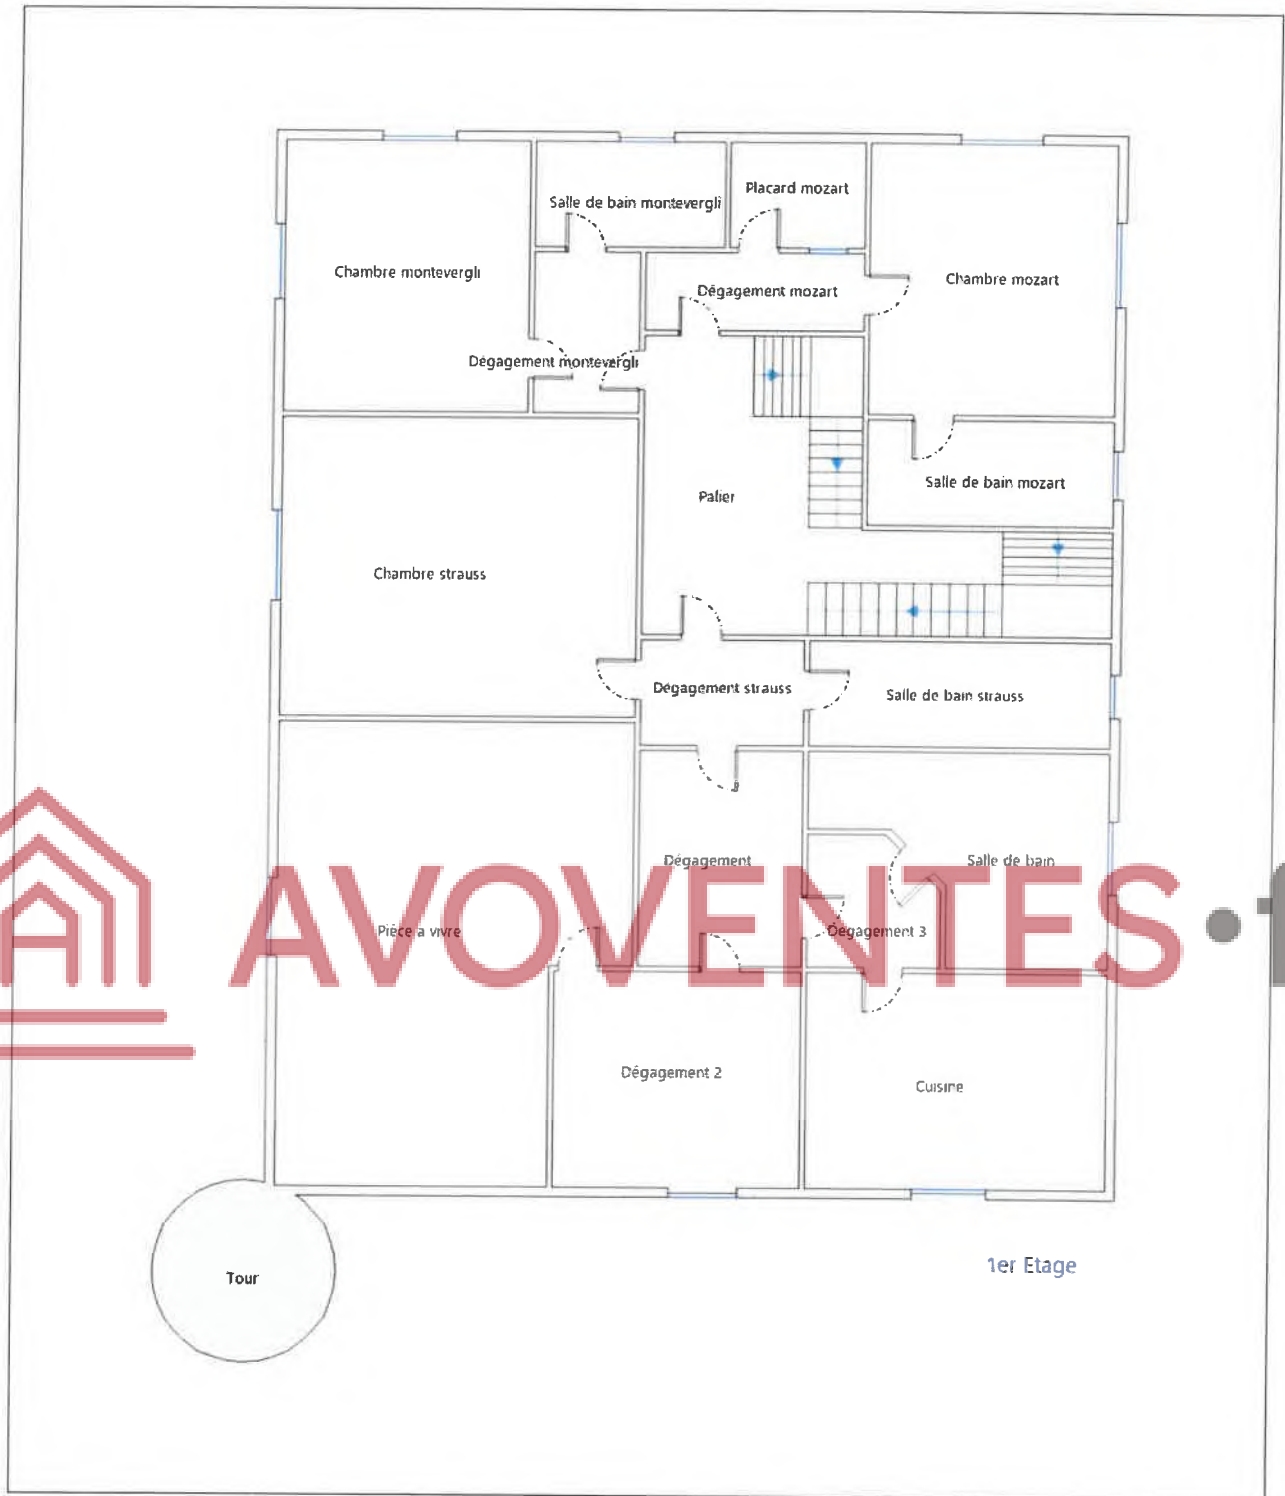 Placard mozart
Salle de bain montevergli
Chambre montevergli
Dégagement mozart
Chambre mozart
Dégagement montevergli
Salle de bain mozart
Palier
Chambre strauss
Dégagement strauss
Salle de bain strauss
Dégagement
Salle de bain
Pièce a vivre
Dégagement 3
AVOVENTES.f
Dégagement 2
Cuisine
1er Etage
Tour